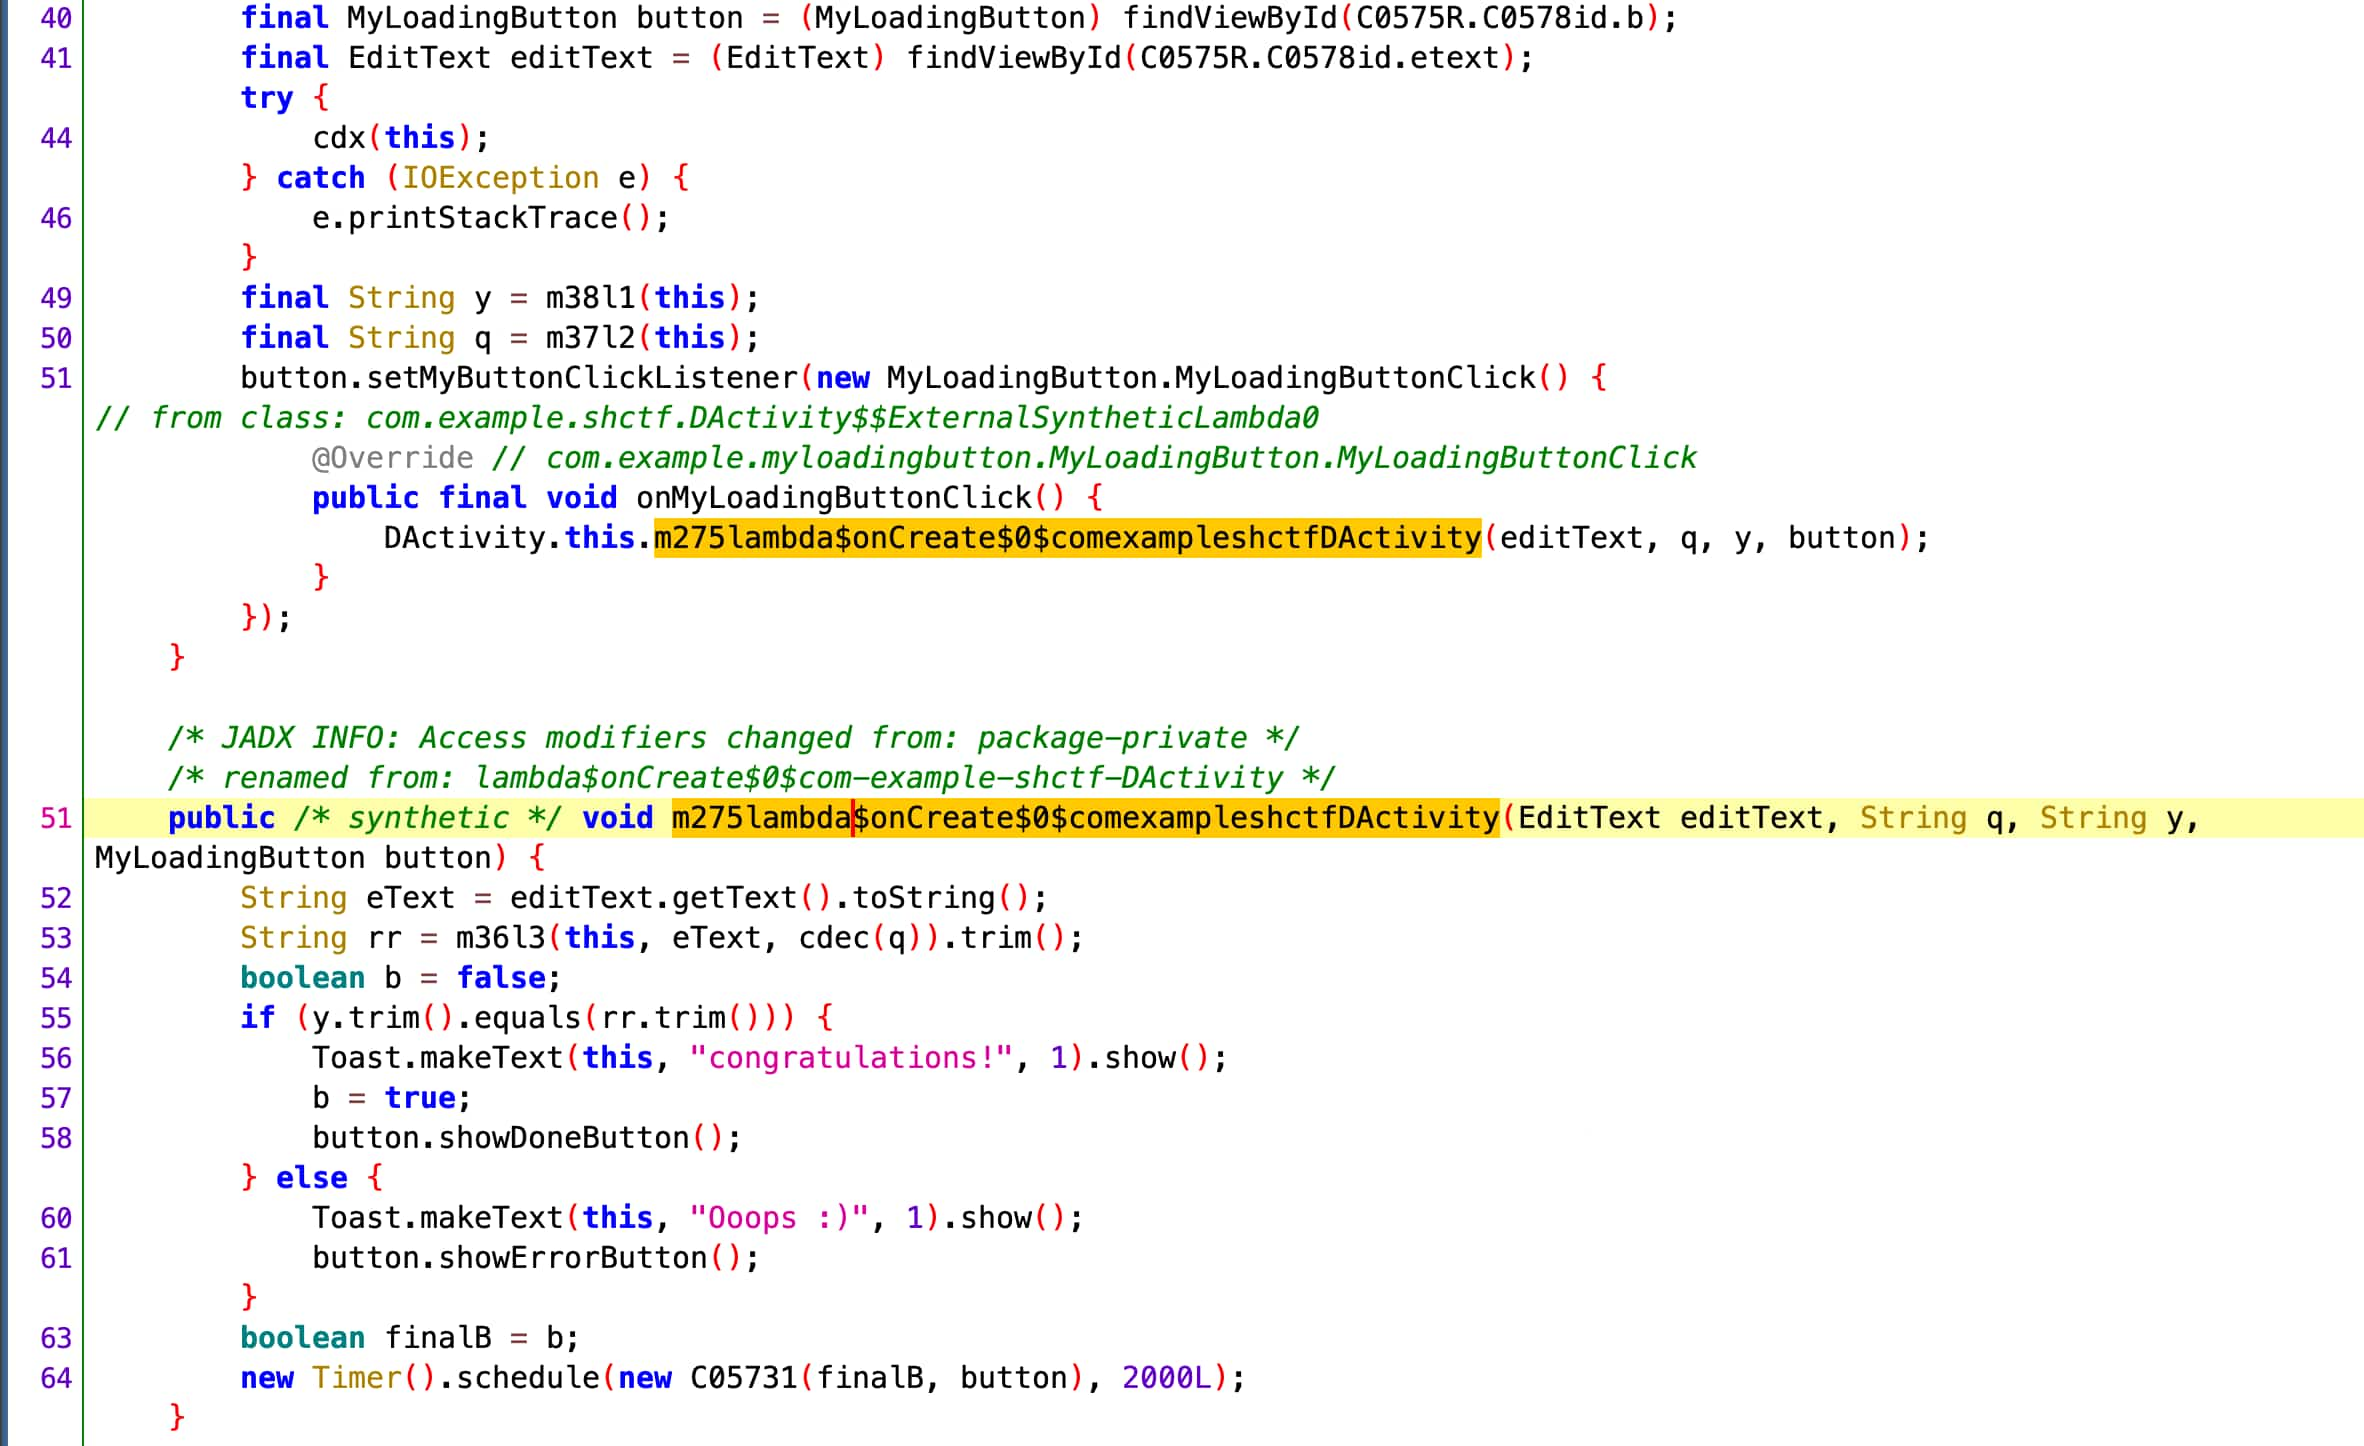 40 final MyLoadingButton button = (MyLoadingButton) findViewById(C0575R.C0578id.b);
41 final EditText editText = (EditText) findViewById(C0575R.C0578id.etext);
try {
44 cdx(this);
} catch (IOException e) {
46 e.printStackTrace();
}
49 final String y = m38l1(this);
50 final String q = m37l2(this);
51 button.setMyButtonClickListener(new MyLoadingButton.MyLoadingButtonClick() {
// from class: com.example.shctf.DActivity$$ExternalSyntheticLambda0
@Override // com.example.myloadingbutton.MyLoadingButton.MyLoadingButtonClick
public final void onMyLoadingButtonClick() {
DActivity.this.m275lambda$onCreate$0$comexampleshctfDActivity(editText, q, y, button);
}
});
}
/* JADX INFO: Access modifiers changed from: package-private */
/* renamed from: lambda$onCreate$0$com-example-shctf-DActivity */
51 public /* synthetic */ void m275lambda$onCreate$0$comexampleshctfDActivity(EditText editText, String q, String y,
MyLoadingButton button) {
52 String eText = editText.getText().toString();
53 String rr = m36l3(this, eText, cdec(q)).trim();
54 boolean b = false;
55 if (y.trim().equals(rr.trim())) {
56 Toast.makeText(this, "congratulations!", 1).show();
57 b = true;
58 button.showDoneButton();
} else {
60 Toast.makeText(this, "Ooops :)", 1).show();
61 button.showErrorButton();
}
63 boolean finalB = b;
64 new Timer().schedule(new C05731(finalB, button), 2000L);
}